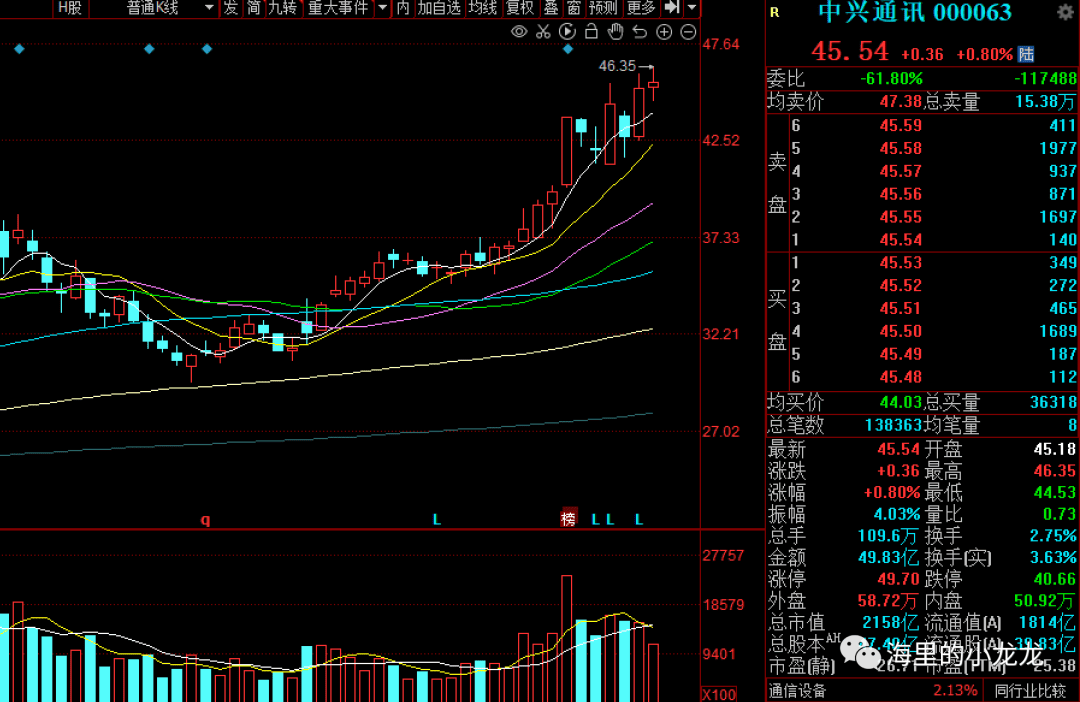 H股 普通K线 发 简 九转 重大事件 内 加自选 均线 复权 叠 窗 预测 更多
R 中兴通讯 000063
45.54 +0.36 +0.80% 陆
委比 -61.80% -117488
均卖价 47.38 总卖量 15.38万
卖盘
6 45.59 411
5 45.58 1977
4 45.57 937
3 45.56 871
2 45.55 1697
1 45.54 140
买盘
1 45.53 349
2 45.52 272
3 45.51 465
4 45.50 1689
5 45.49 187
6 45.48 112
均买价 44.03 总买量 36318
总笔数 138363 均笔量 8
最新 45.54 开盘 45.18
涨跌 +0.36 最高 46.35
涨幅 +0.80% 最低 44.53
振幅 4.03% 量比 0.73
总手 109.6万 换手 2.75%
金额 49.83亿 换手(实) 3.63%
涨停 49.70 跌停 40.66
外盘 58.72万 内盘 50.92万
总市值 2158亿 流通值(A) 1814亿
总股本AH 流通股(A) 39.83亿
市盈(静) 25.38
海里的小龙龙
通信设备 2.13% 同行业比较
47.64
46.35
42.52
37.33
32.21
27.02
q L 榜 L L L
27757
18579
9401
X100